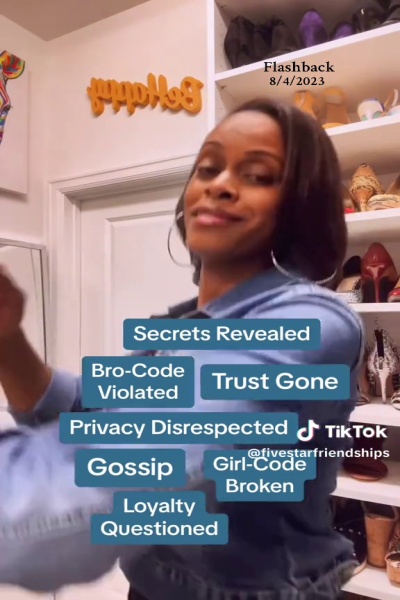 Flashback
8/4/2023
BeHappy
Secrets Revealed
Bro-Code
Violated
Trust Gone
Privacy Disrespected
TikTok
@fivestarfriendships
Gossip
Girl-Code
Broken
Loyalty
Questioned